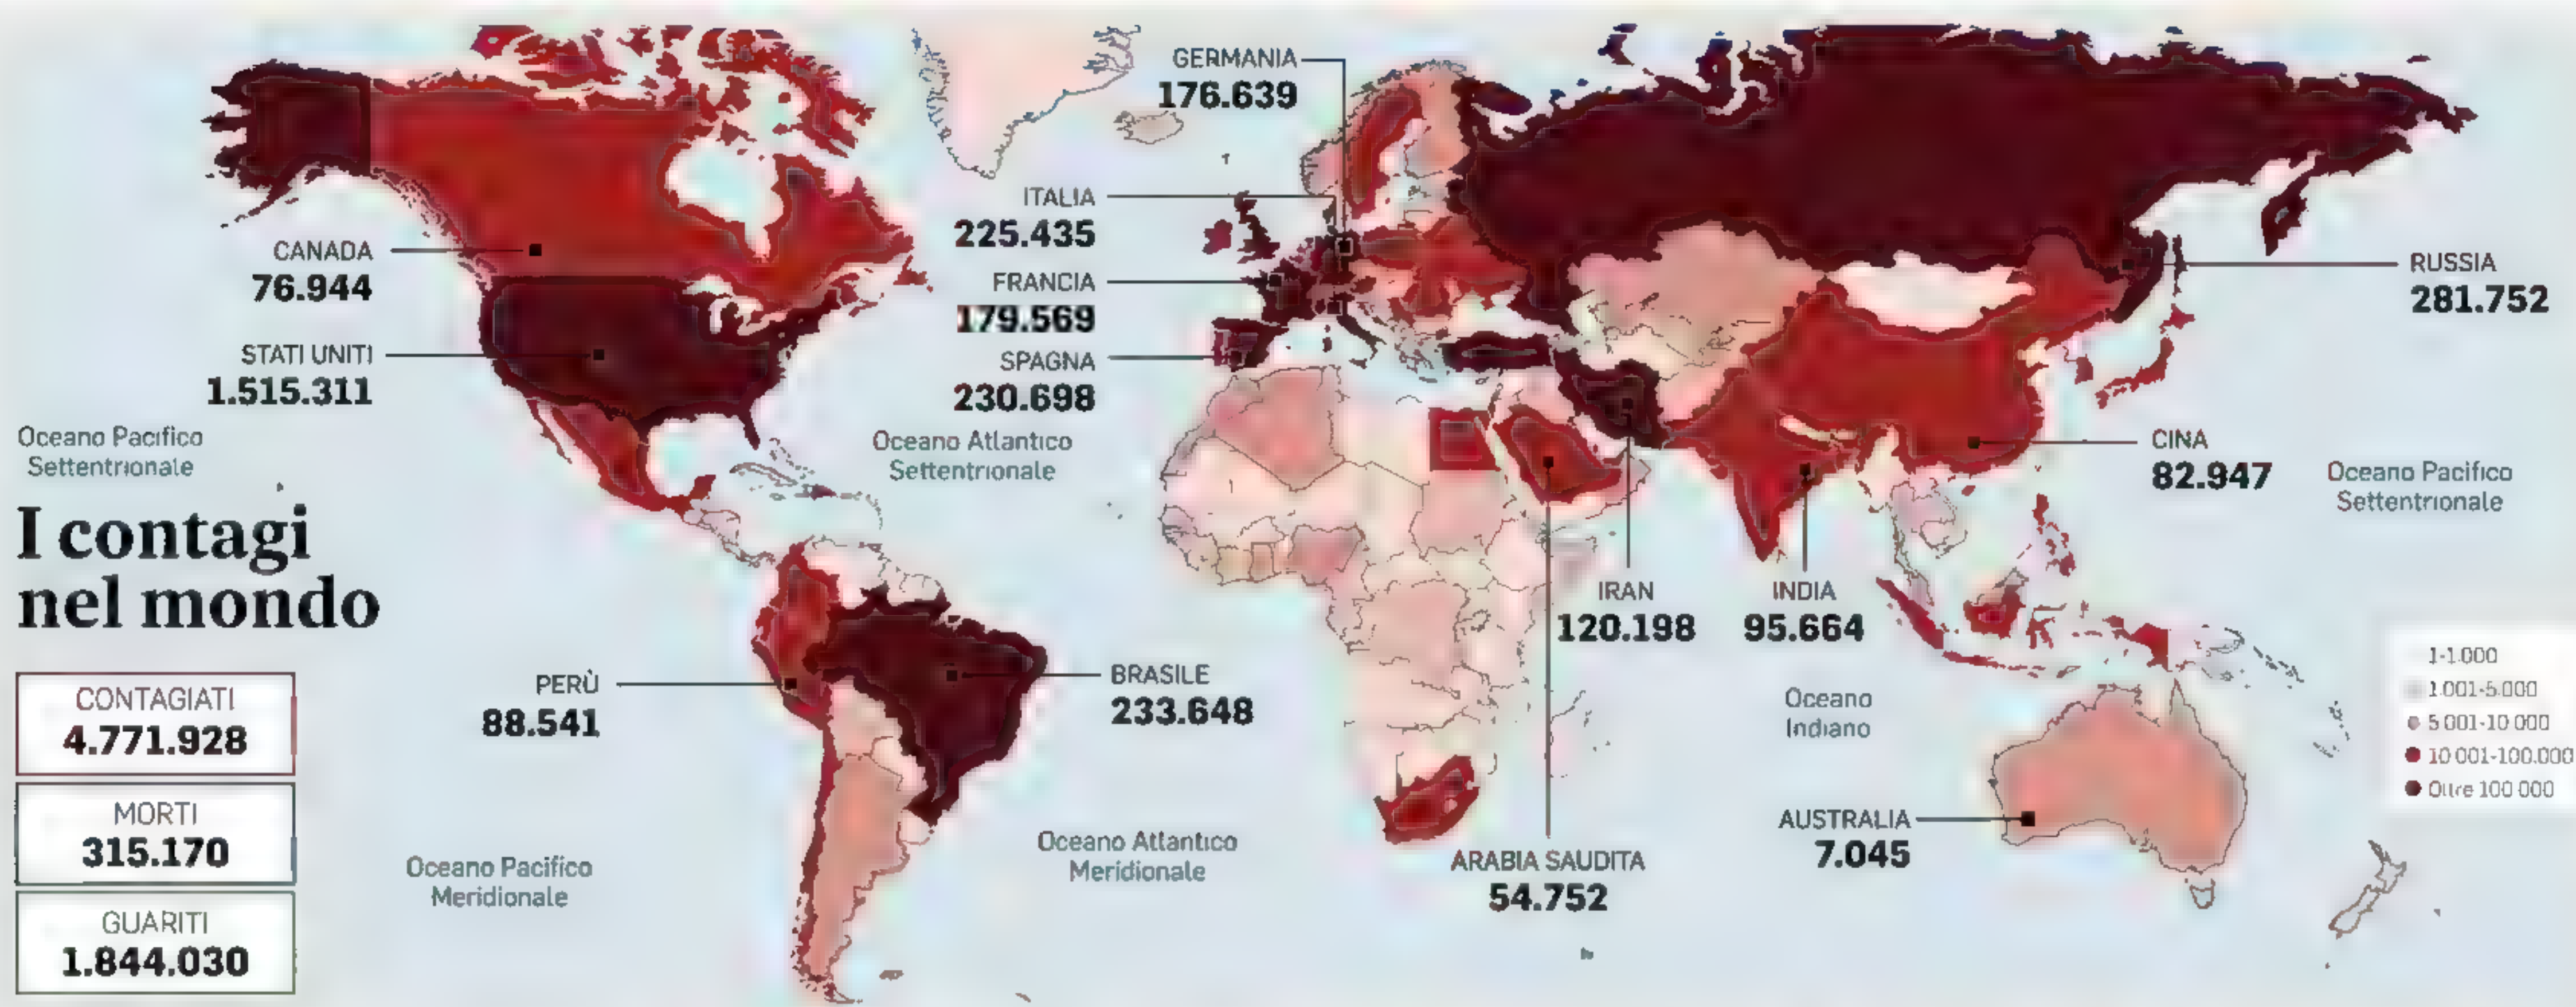 GERMANIA
176.639
ITALIA
225.435
FRANCIA
179.569
SPAGNA
230.698
CANADA
76.944
STATI UNITI
1.515.311
RUSSIA
281.752
CINA
82.947
Oceano Pacifico
Settentrionale
Oceano Atlantico
Settentrionale
Oceano Pacifico
Settentrionale
I contagi
nel mondo
CONTAGIATI
4.771.928
MORTI
315.170
GUARITI
1.844.030
PERÙ
88.541
BRASILE
233.648
IRAN
120.198
INDIA
95.664
Oceano
Indiano
ARABIA SAUDITA
54.752
AUSTRALIA
7.045
Oceano Pacifico
Meridionale
Oceano Atlantico
Meridionale
1-1.000
1.001-5.000
5.001-10.000
10.001-100.000
Oltre 100.000